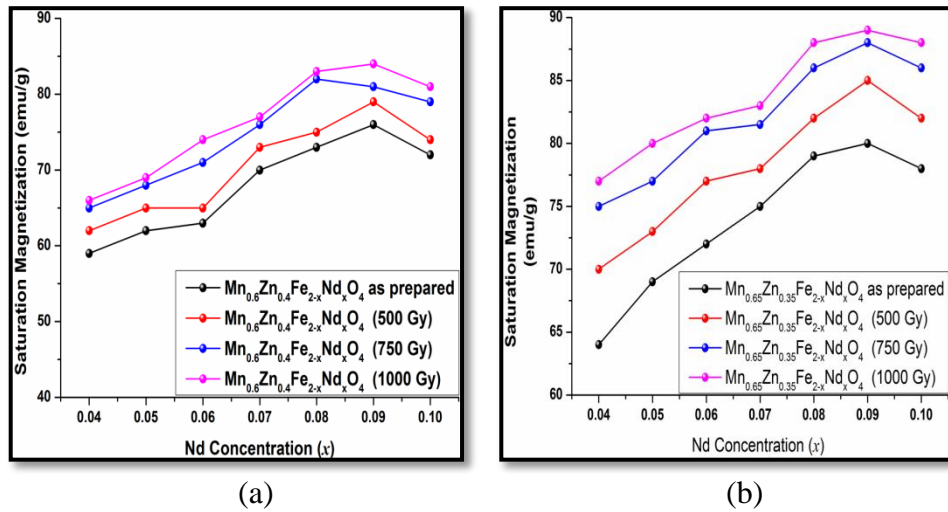 90
80
70
60
50
40
Saturation Magnetization (emu/g)
Mn0.6Zn0.4Fe2-xNdxO4 as prepared
Mn0.6Zn0.4Fe2-xNdxO4 (500 Gy)
Mn0.6Zn0.4Fe2-xNdxO4 (750 Gy)
Mn0.6Zn0.4Fe2-xNdxO4 (1000 Gy)
0.04 0.05 0.06 0.07 0.08 0.09 0.10
Nd Concentration (x)
(a)
90
85
80
75
70
65
60
Saturation Magnetization
(emu/g)
Mn0.65Zn0.35Fe2-xNdxO4 as prepared
Mn0.65Zn0.35Fe2-xNdxO4 (500 Gy)
Mn0.65Zn0.35Fe2-xNdxO4 (750 Gy)
Mn0.65Zn0.35Fe2-xNdxO4 (1000 Gy)
0.04 0.05 0.06 0.07 0.08 0.09 0.10
Nd Concentration (x)
(b)